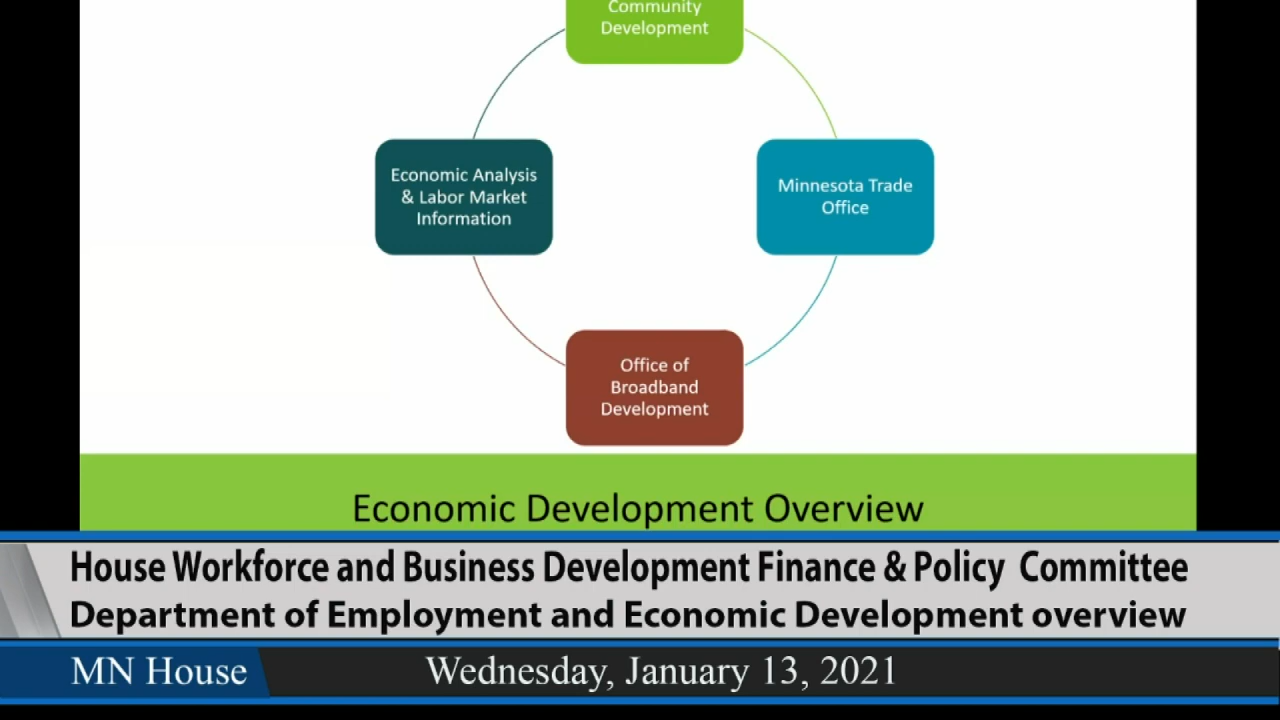 Community
Development
Economic Analysis
& Labor Market
Information
Minnesota Trade
Office
Office of
Broadband
Development
Economic Development Overview
House Workforce and Business Development Finance & Policy Committee
Department of Employment and Economic Development overview
MN House
Wednesday, January 13, 2021